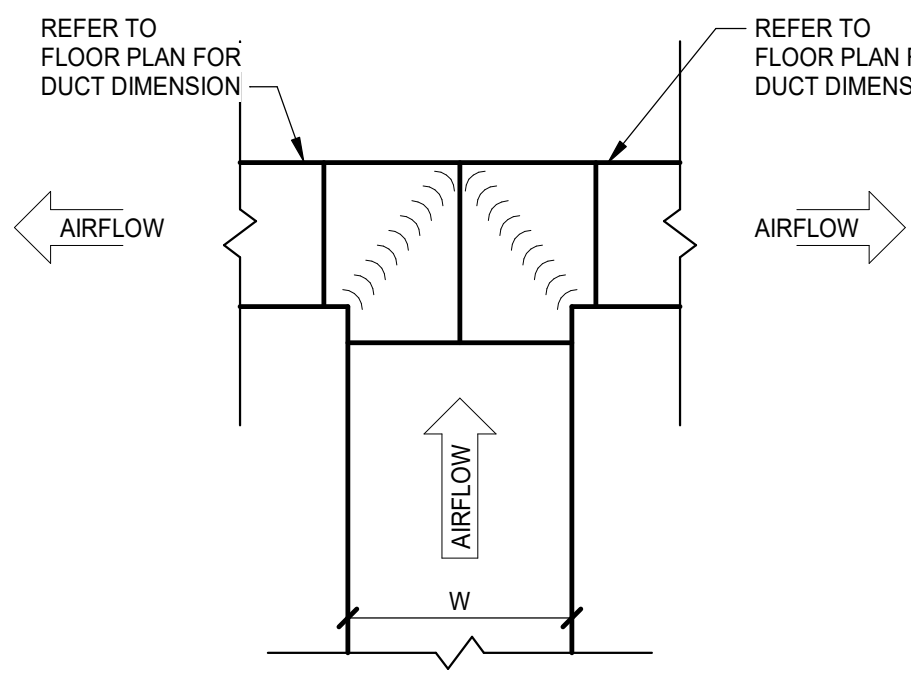 REFER TO
FLOOR PLAN FOR
DUCT DIMENSION
REFER TO
FLOOR PLAN
DUCT
AIRFLOW
AIRFLOW
AIRFLOW
W